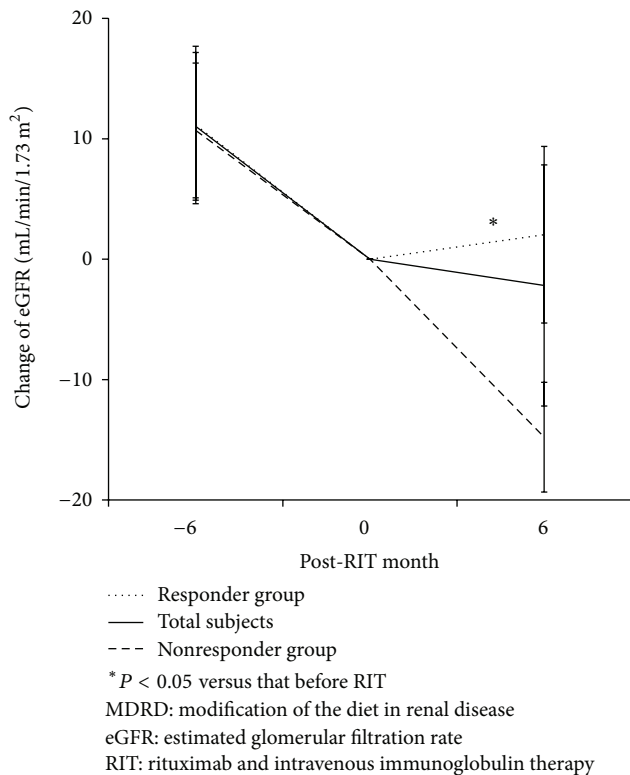 20
10
0
−10
−20
Change of eGFR (mL/min/1.73 m²)
*
−6
0
6
Post-RIT month
Responder group
Total subjects
Nonresponder group
*P < 0.05 versus that before RIT
MDRD: modification of the diet in renal disease
eGFR: estimated glomerular filtration rate
RIT: rituximab and intravenous immunoglobulin therapy